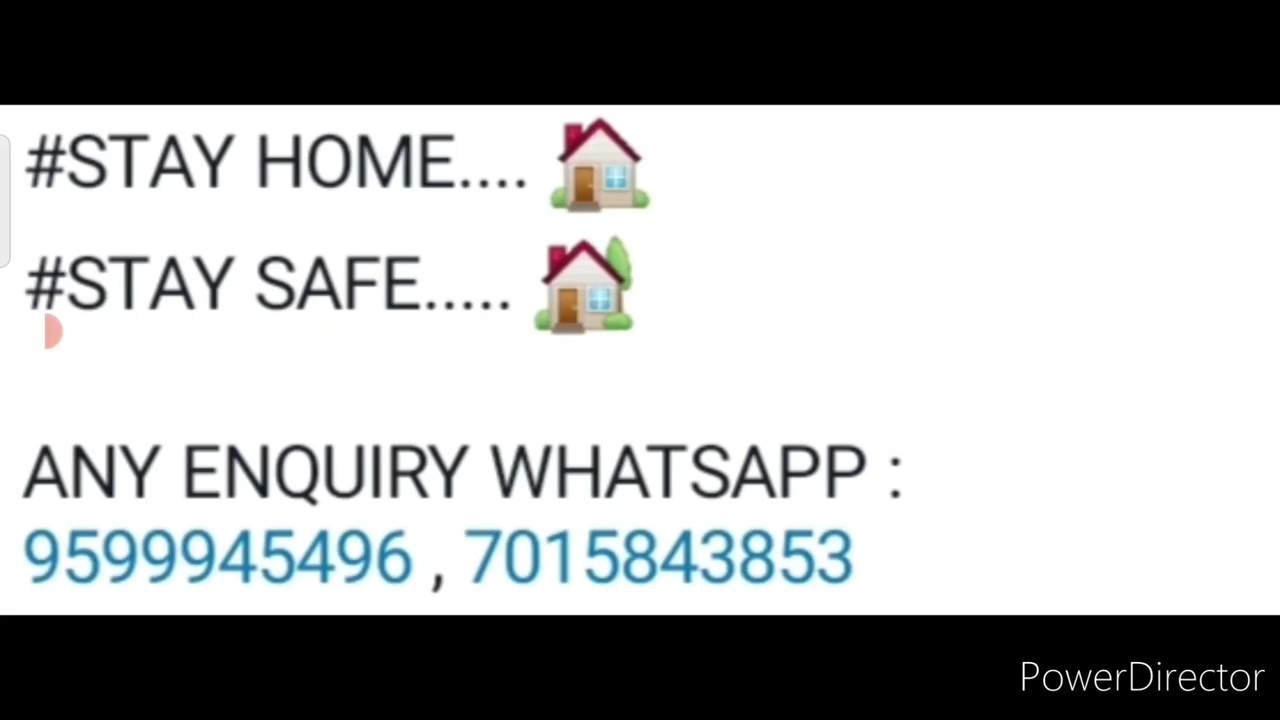 #STAY HOME.... 🏠
#STAY SAFE..... 🏡
ANY ENQUIRY WHATSAPP :
9599945496 , 7015843853
PowerDirector